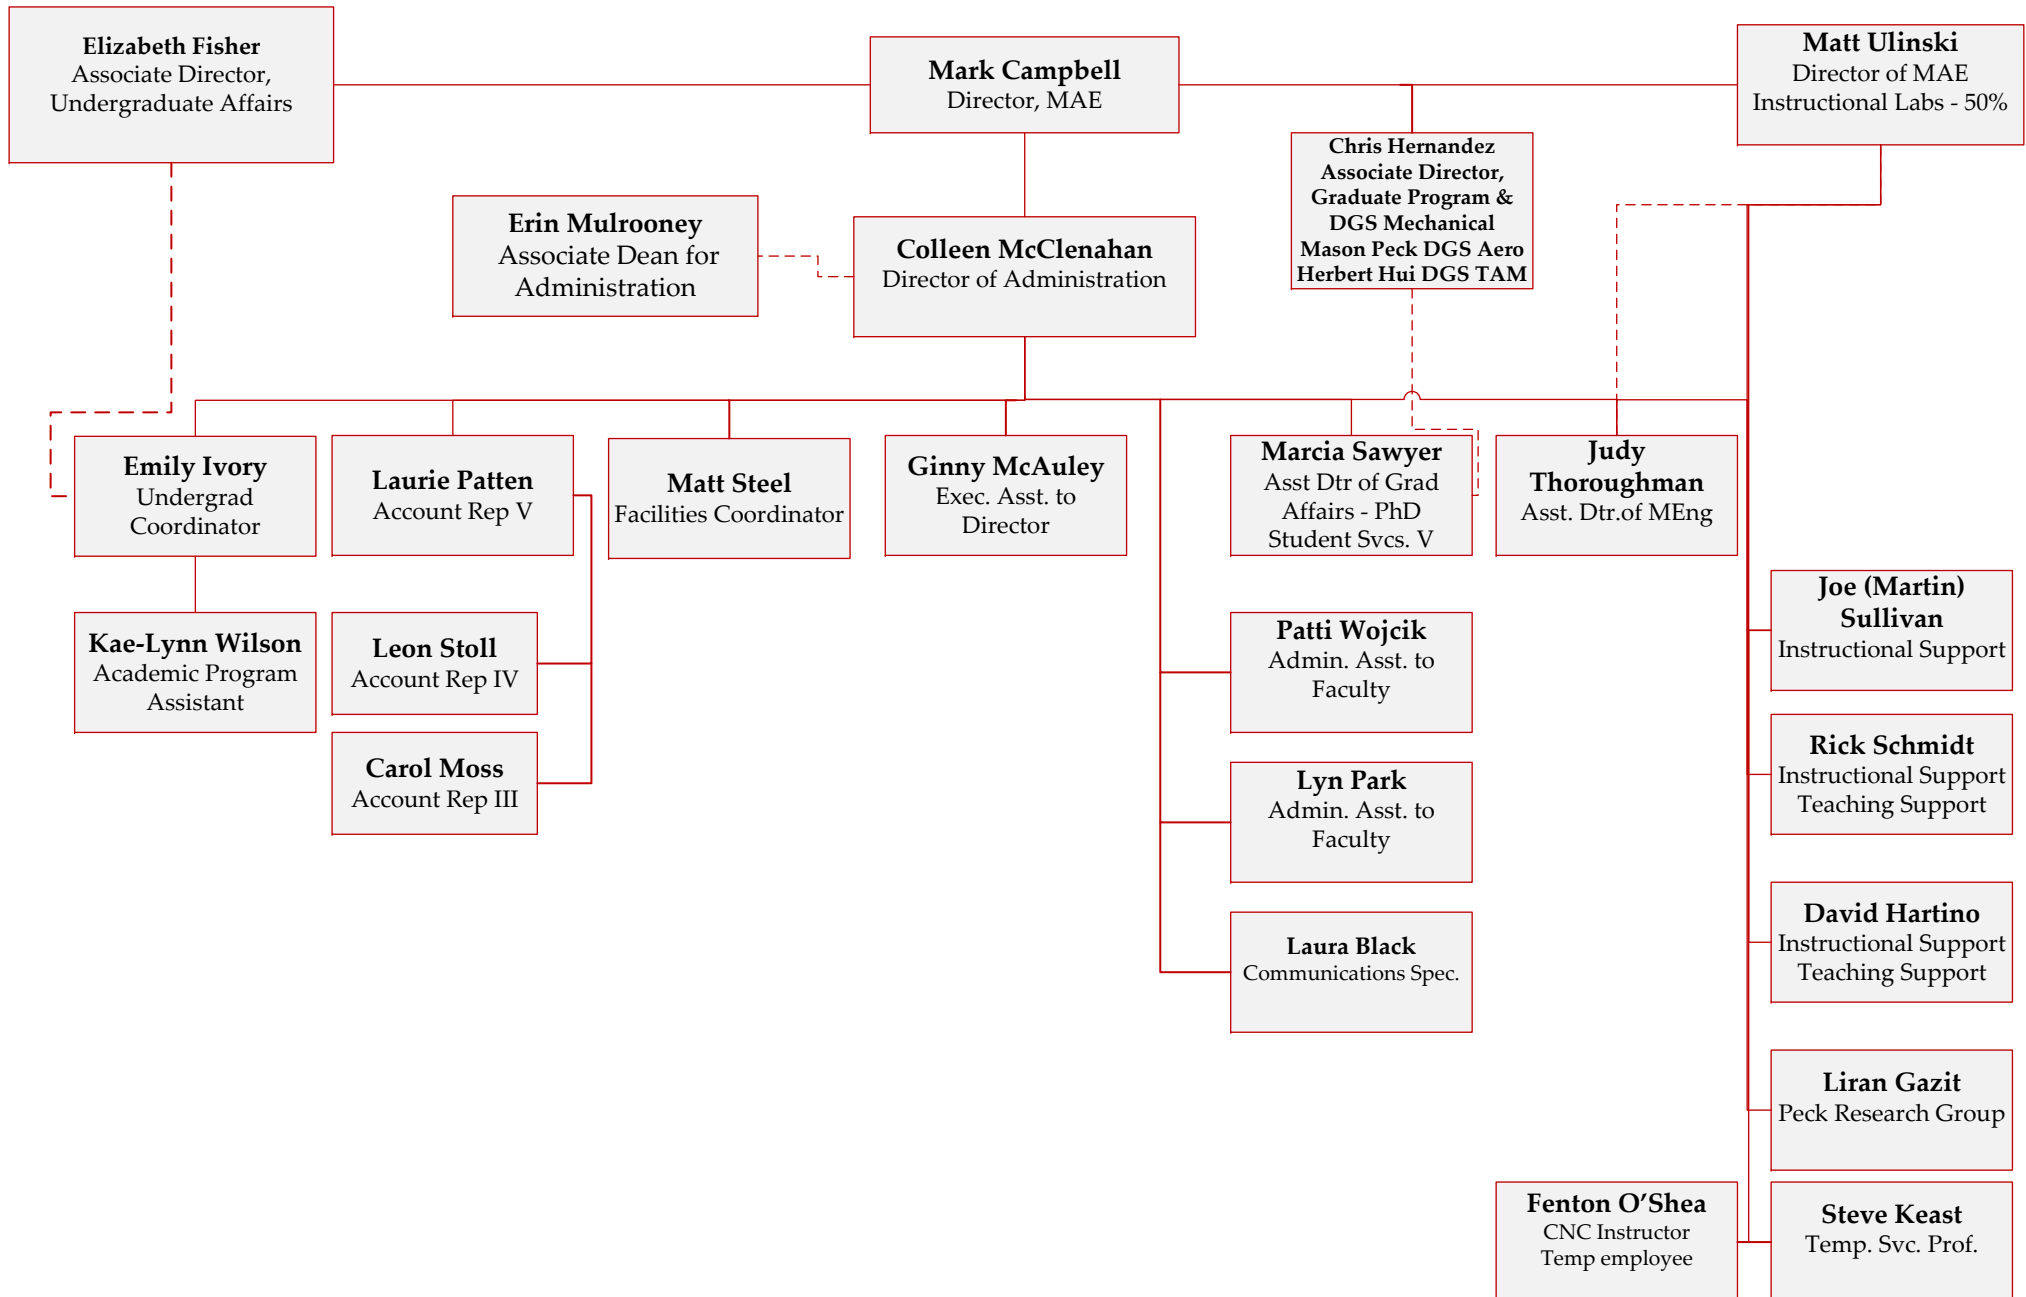 Elizabeth Fisher
Associate Director,
Undergraduate Affairs
Mark Campbell
Director, MAE
Matt Ulinski
Director of MAE
Instructional Labs - 50%
Chris Hernandez
Associate Director,
Graduate Program &
DGS Mechanical
Mason Peck DGS Aero
Herbert Hui DGS TAM
Erin Mulrooney
Associate Dean for
Administration
Colleen McClenahan
Director of Administration
Emily Ivory
Undergrad
Coordinator
Laurie Patten
Account Rep V
Matt Steel
Facilities Coordinator
Ginny McAuley
Exec. Asst. to
Director
Marcia Sawyer
Asst Dtr of Grad
Affairs - PhD
Student Svcs. V
Judy
Thoroughman
Asst. Dtr.of MEng
Kae-Lynn Wilson
Academic Program
Assistant
Leon Stoll
Account Rep IV
Carol Moss
Account Rep III
Patti Wojcik
Admin. Asst. to
Faculty
Lyn Park
Admin. Asst. to
Faculty
Laura Black
Communications Spec.
Joe (Martin)
Sullivan
Instructional Support
Rick Schmidt
Instructional Support
Teaching Support
David Hartino
Instructional Support
Teaching Support
Liran Gazit
Peck Research Group
Fenton O’Shea
CNC Instructor
Temp employee
Steve Keast
Temp. Svc. Prof.